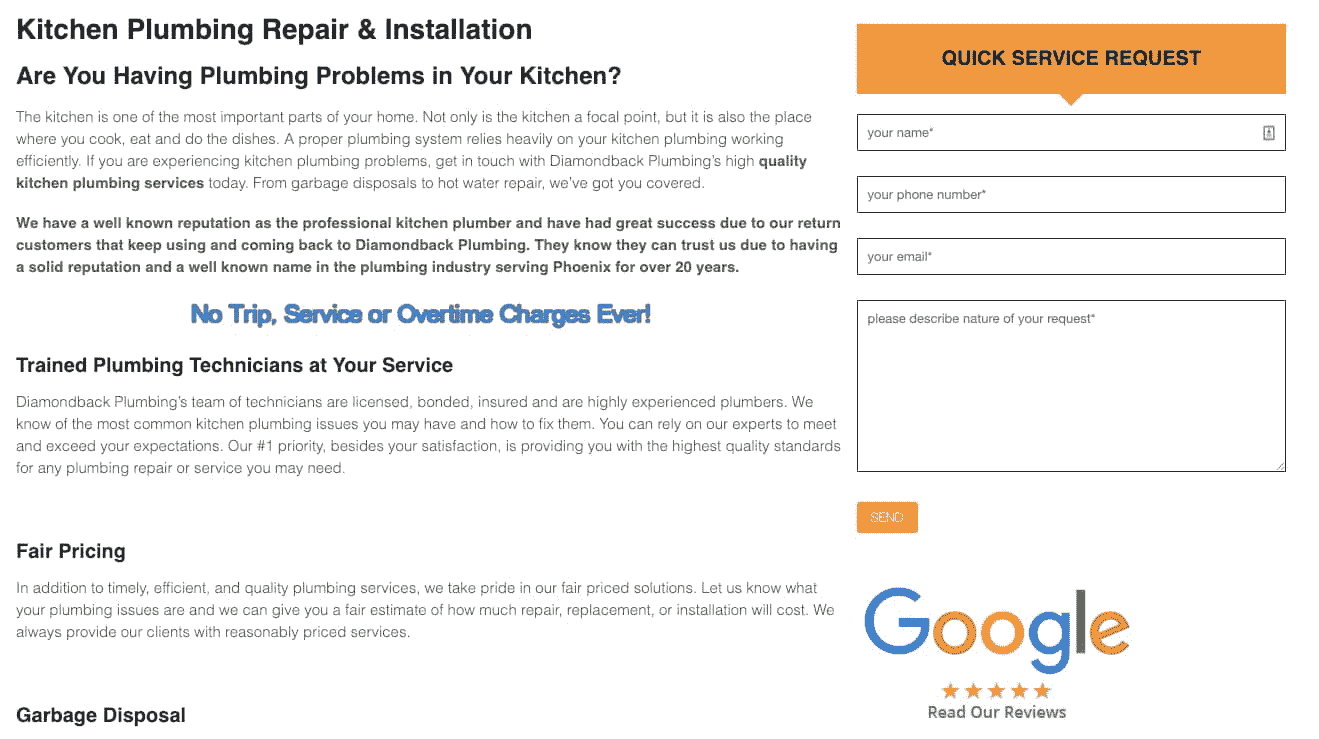 Kitchen Plumbing Repair & Installation
Are You Having Plumbing Problems in Your Kitchen?
The kitchen is one of the most important parts of your home. Not only is the kitchen a focal point, but it is also the place
where you cook, eat and do the dishes. A proper plumbing system relies heavily on your kitchen plumbing working
efficiently. If you are experiencing kitchen plumbing problems, get in touch with Diamondback Plumbing's high quality
kitchen plumbing services today. From garbage disposals to hot water repair, we've got you covered.
We have a well known reputation as the professional kitchen plumber and have had great success due to our return
customers that keep using and coming back to Diamondback Plumbing. They know they can trust us due to having
a solid reputation and a well known name in the plumbing industry serving Phoenix for over 20 years.
No Trip, Service or Overtime Charges Ever!
Trained Plumbing Technicians at Your Service
Diamondback Plumbing's team of technicians are licensed, bonded, insured and are highly experienced plumbers. We
know of the most common kitchen plumbing issues you may have and how to fix them. You can rely on our experts to meet
and exceed your expectations. Our #1 priority, besides your satisfaction, is providing you with the highest quality standards
for any plumbing repair or service you may need.
Fair Pricing
In addition to timely, efficient, and quality plumbing services, we take pride in our fair priced solutions. Let us know what
your plumbing issues are and we can give you a fair estimate of how much repair, replacement, or installation will cost. We
always provide our clients with reasonably priced services.
Garbage Disposal
QUICK SERVICE REQUEST
your name*
your phone number*
your email*
please describe nature of your request*
SEND
Google
Read Our Reviews